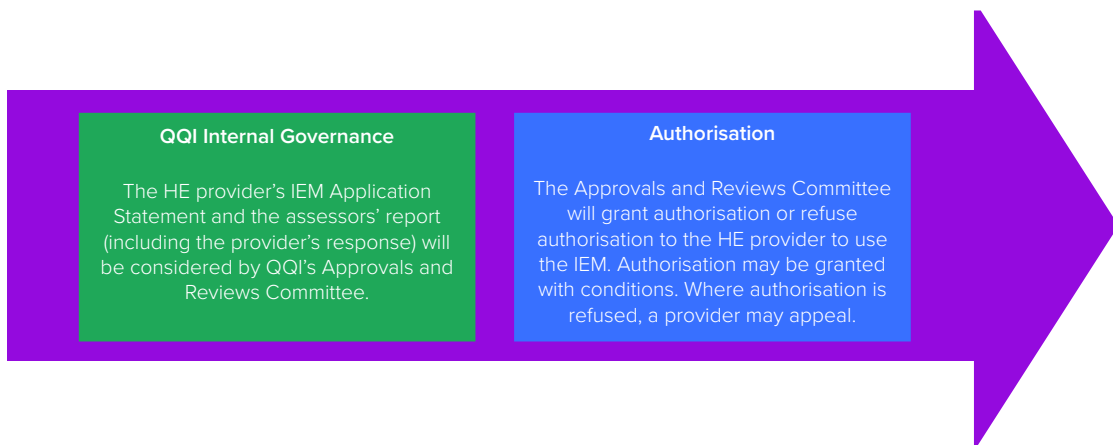 QQI Internal Governance
The HE provider’s IEM Application
Statement and the assessors’ report
(including the provider’s response) will
be considered by QQI’s Approvals and
Reviews Committee.
Authorisation
The Approvals and Reviews Committee
will grant authorisation or refuse
authorisation to the HE provider to use
the IEM. Authorisation may be granted
with conditions. Where authorisation is
refused, a provider may appeal.